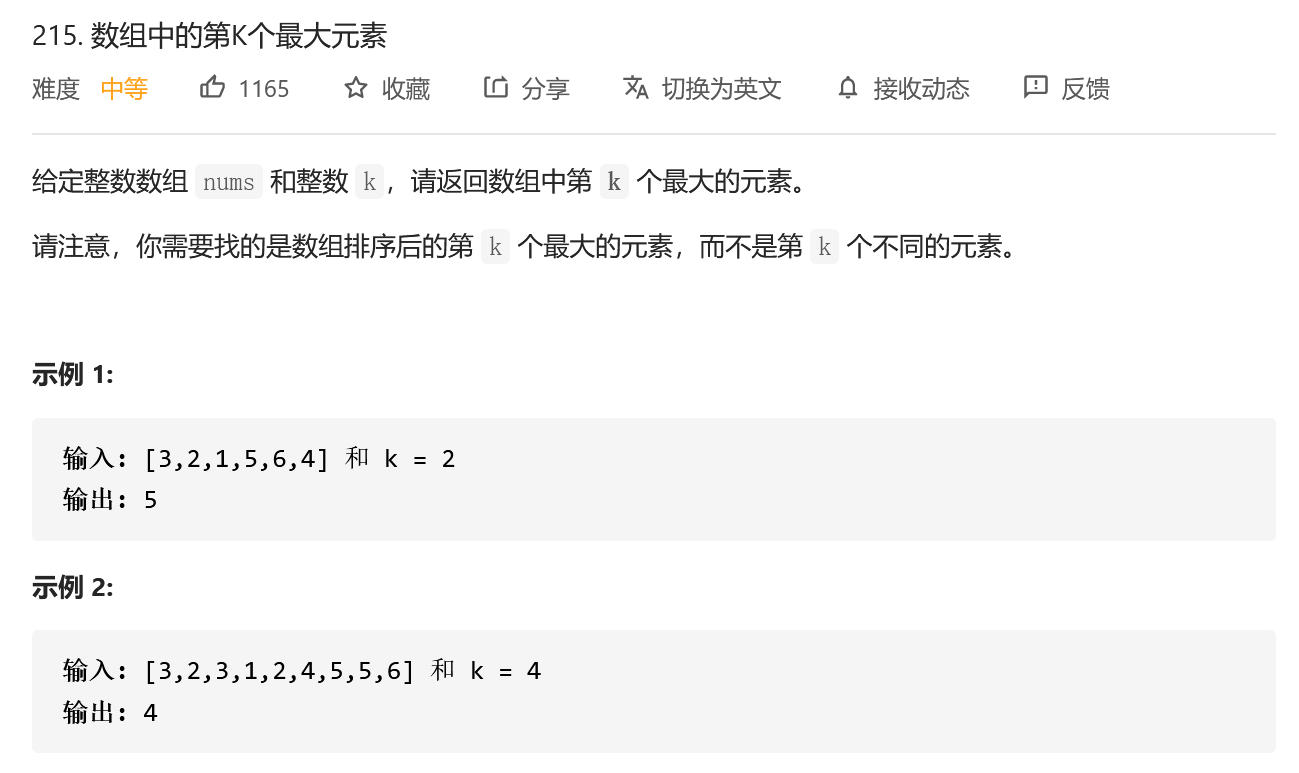 215. 数组中的第K个最大元素
难度 中等 1165 收藏 分享 切换为英文 接收动态 反馈
给定整数数组 nums 和整数 k，请返回数组中第 k 个最大的元素。
请注意，你需要找的是数组排序后的第 k 个最大的元素，而不是第 k 个不同的元素。
示例 1:
输入: [3,2,1,5,6,4] 和 k = 2
输出: 5
示例 2:
输入: [3,2,3,1,2,4,5,5,6] 和 k = 4
输出: 4